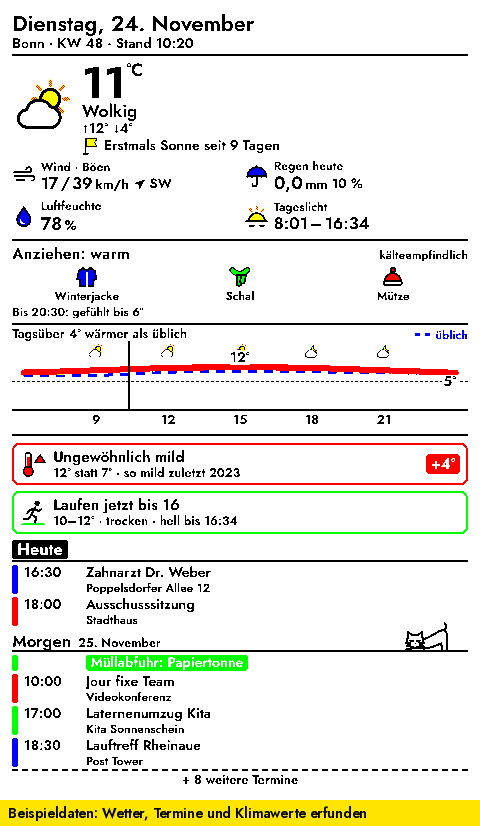 Dienstag, 24. November
Bonn · KW 48 · Stand 10:20
11°C
Wolkig
↑12° ↓4°
Erstmals Sonne seit 9 Tagen
Wind · Böen
17 / 39 km/h SW
Regen heute
0,0 mm 10 %
Luftfeuchte
78 %
Tageslicht
8:01 – 16:34
Anziehen: warm
kälteempfindlich
Winterjacke
Schal
Mütze
Bis 20:30: gefühlt bis 6°
Tagsüber 4° wärmer als üblich
üblich
12°
5°
9 12 15 18 21
Ungewöhnlich mild
12° statt 7° · so mild zuletzt 2023
+4°
Laufen jetzt bis 16
10–12° · trocken · hell bis 16:34
Heute
16:30 Zahnarzt Dr. Weber
Poppelsdorfer Allee 12
18:00 Ausschusssitzung
Stadthaus
Morgen 25. November
Müllabfuhr: Papiertonne
10:00 Jour fixe Team
Videokonferenz
17:00 Laternenumzug Kita
Kita Sonnenschein
18:30 Lauftreff Rheinaue
Post Tower
+ 8 weitere Termine
Beispieldaten: Wetter, Termine und Klimawerte erfunden